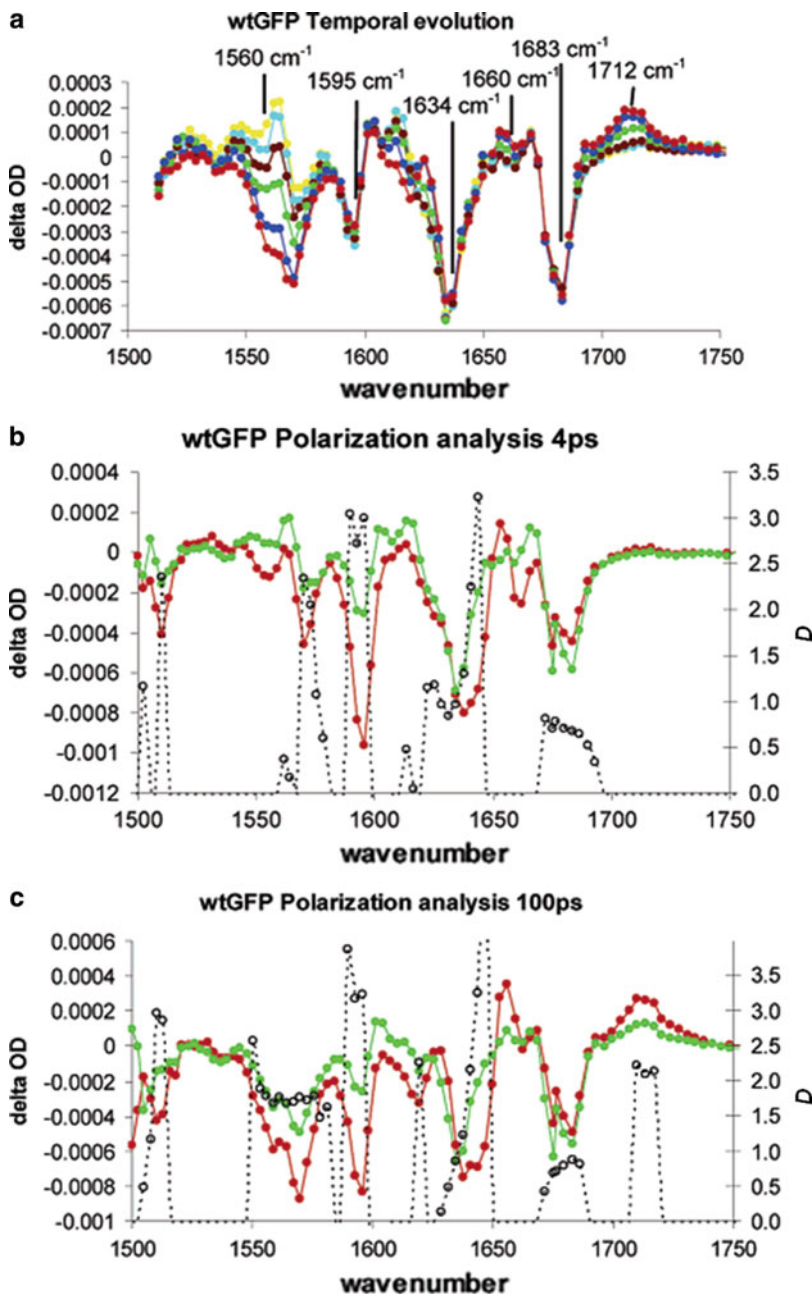 a
wtGFP Temporal evolution
1560 cm-1
1595 cm-1
1634 cm-1
1660 cm-1
1683 cm-1
1712 cm-1
delta OD
0.0003
0.0002
0.0001
0
-0.0001
-0.0002
-0.0003
-0.0004
-0.0005
-0.0006
-0.0007
1500 1550 1600 1650 1700 1750
wavenumber
b
wtGFP Polarization analysis 4ps
delta OD
0.0004
0.0002
0
-0.0002
-0.0004
-0.0006
-0.0008
-0.001
-0.0012
3.5
3.0
2.5
2.0
1.5
1.0
0.5
0.0
D
1500 1550 1600 1650 1700 1750
wavenumber
c
wtGFP Polarization analysis 100ps
delta OD
0.0006
0.0004
0.0002
0
-0.0002
-0.0004
-0.0006
-0.0008
-0.001
3.5
3.0
2.5
2.0
1.5
1.0
0.5
0.0
D
1500 1550 1600 1650 1700 1750
wavenumber